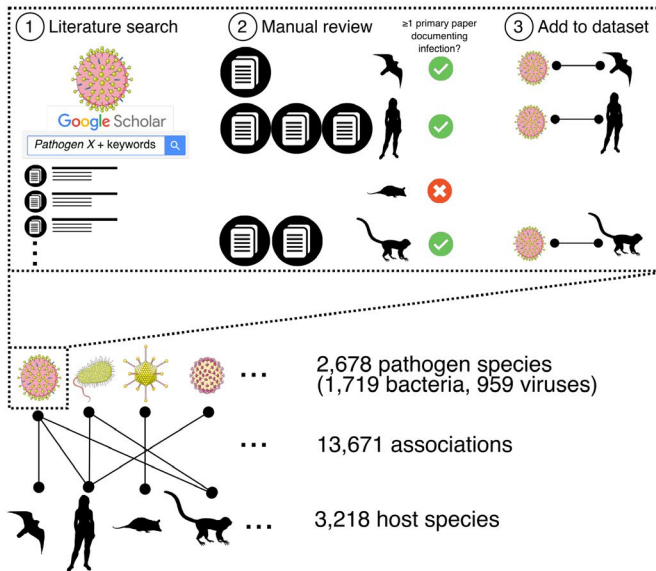 1 Literature search
Google Scholar
Pathogen X + keywords
2 Manual review
≥1 primary paper
documenting
infection?
3 Add to dataset
2,678 pathogen species
(1,719 bacteria, 959 viruses)
13,671 associations
3,218 host species